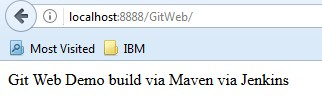 localhost:8888/GitWeb/
Most Visited IBM
Git Web Demo build via Maven via Jenkins